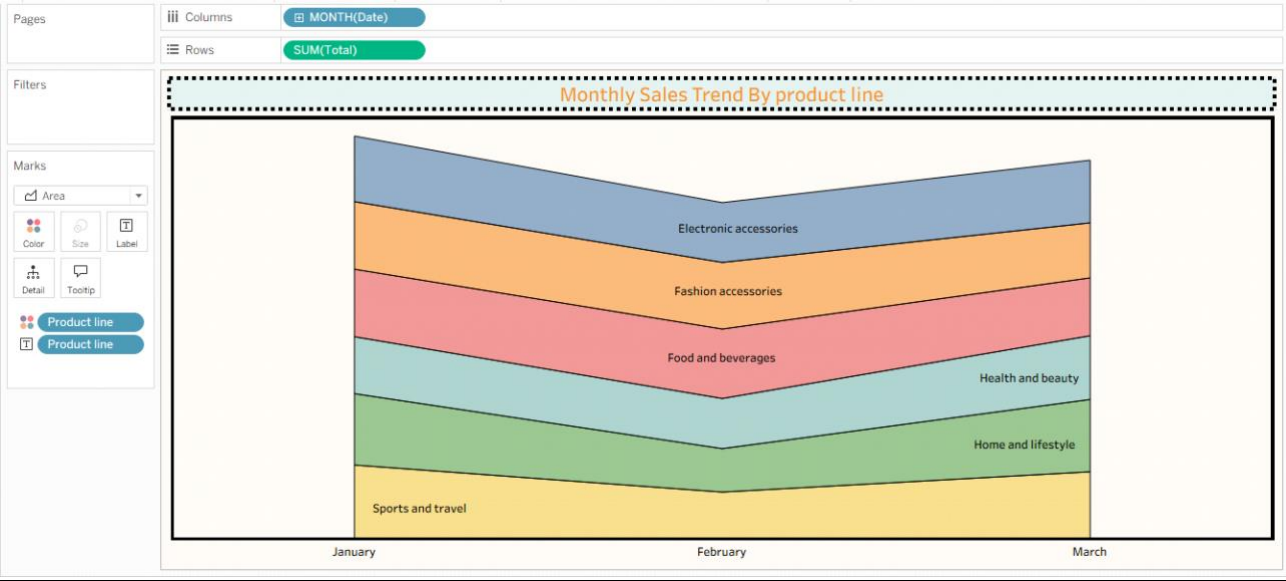 Pages
Columns
MONTH(Date)
Rows
SUM(Total)
Filters
Marks
Area
Color
Size
T
Label
Detail
Tooltip
Product line
T
Product line
Monthly Sales Trend By product line
Electronic accessories
Fashion accessories
Food and beverages
Health and beauty
Home and lifestyle
Sports and travel
January
February
March